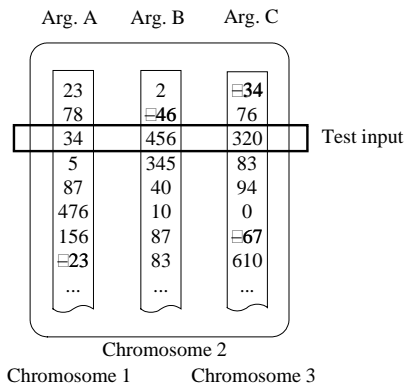 Arg. A Arg. B Arg. C
23 2 −34
78 −46 76
34 456 320 Test input
5 345 83
87 40 94
476 10 0
156 87 −67
−23 83 610
... ... ...
Chromosome 2
Chromosome 1 Chromosome 3